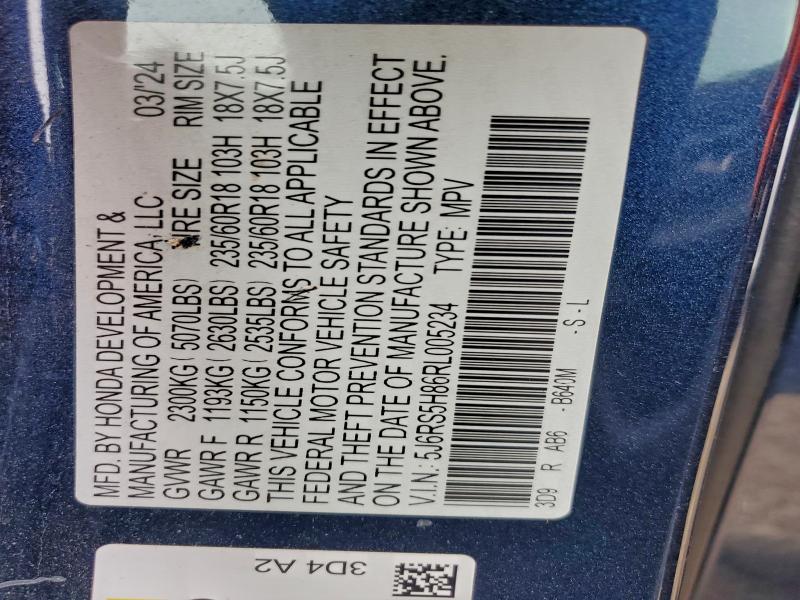 MFD. BY HONDA DEVELOPMENT &
MANUFACTURING OF AMERICA, LLC 03/'24
GVWR 2300KG( 5070LBS) TIRE SIZE RIM SIZE
GAWR F 1193KG( 2630LBS) 235/60R18 103H 18X7.5J
GAWR R 1150KG( 2535LBS) 235/60R18 103H 18X7.5J
THIS VEHICLE CONFORMS TO ALL APPLICABLE
FEDERAL MOTOR VEHICLE SAFETY
AND THEFT PREVENTION STANDARDS IN EFFECT
ON THE DATE OF MANUFACTURE SHOWN ABOVE.
V.I.N.: 5J6RS5H86RL005234 TYPE: MPV
3D9 R AB6 -B640M -S-L
3D4 A2